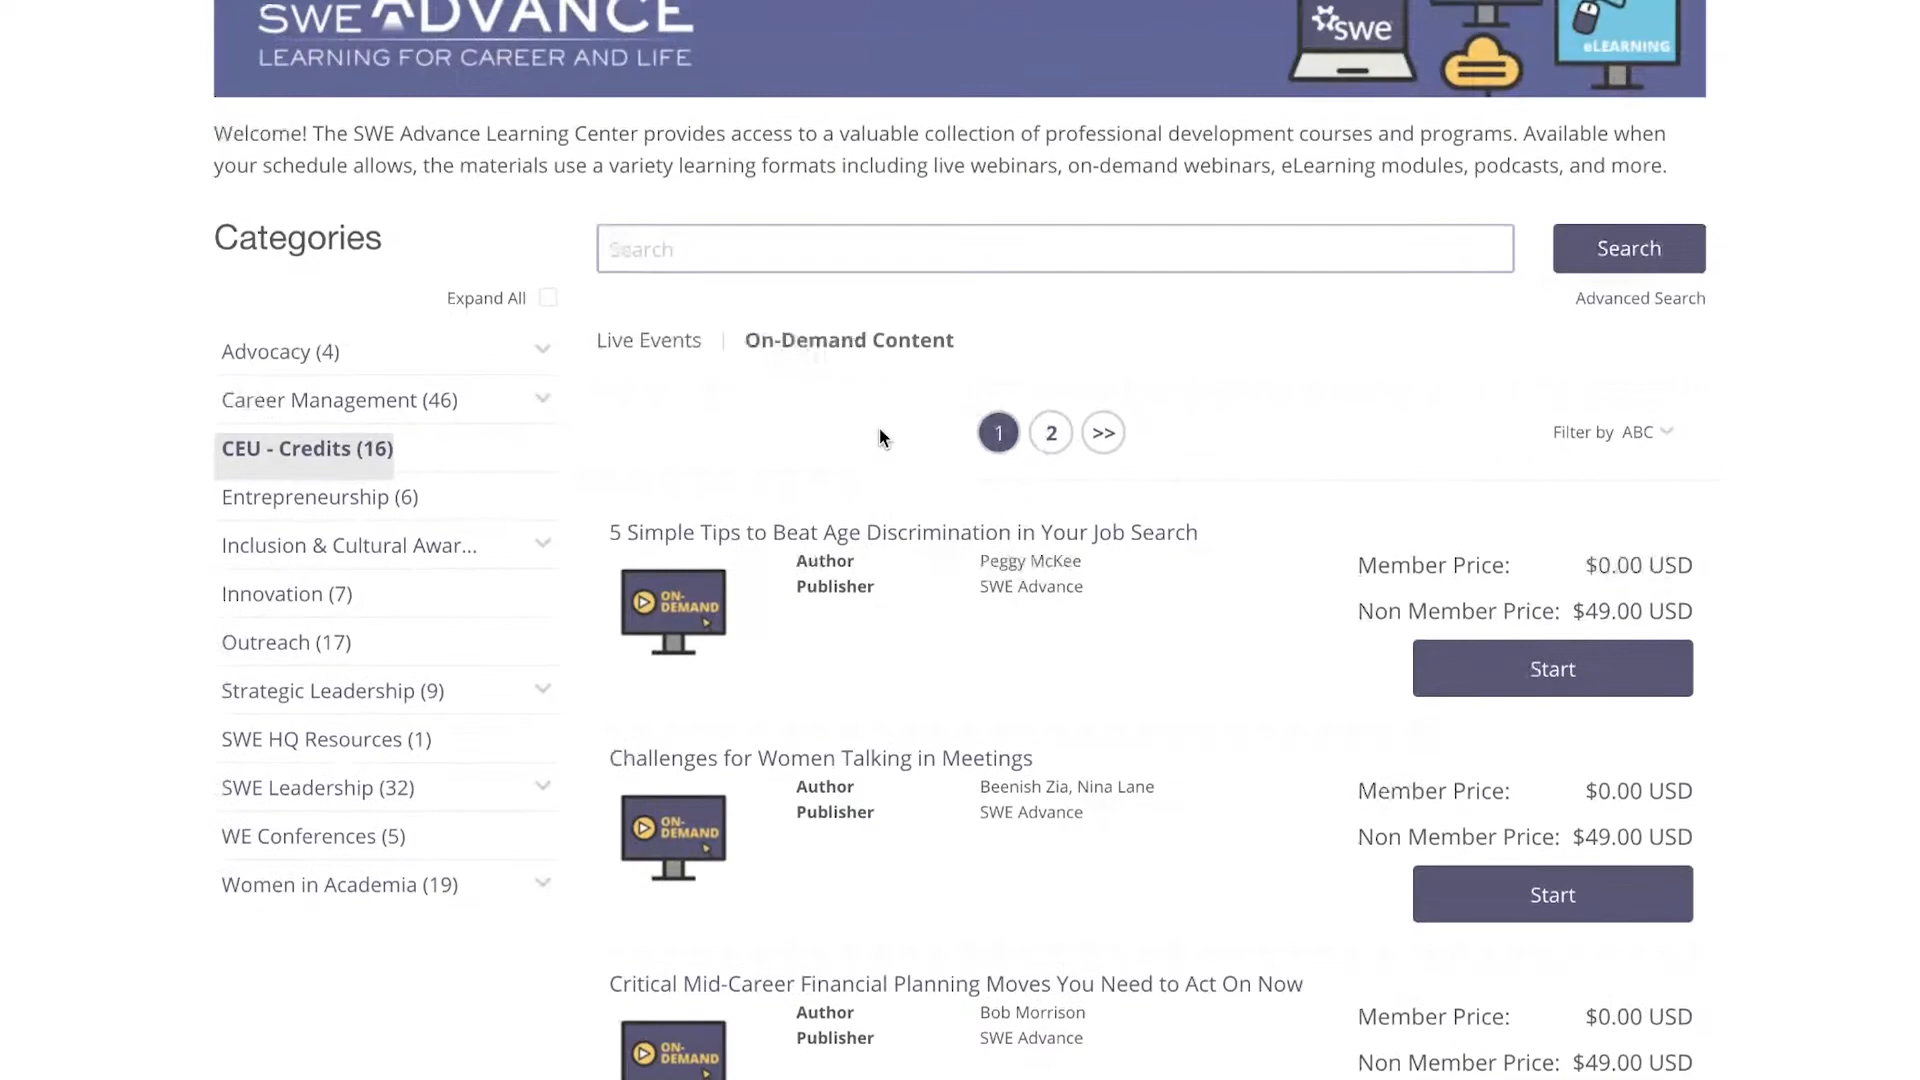 SWE ADVANCE
LEARNING FOR CAREER AND LIFE
swe
eLEARNING
Welcome! The SWE Advance Learning Center provides access to a valuable collection of professional development courses and programs. Available when
your schedule allows, the materials use a variety learning formats including live webinars, on-demand webinars, eLearning modules, podcasts, and more.
Categories
Search
Search
Expand All
Advanced Search
Live Events | On-Demand Content
Advocacy (4)
Career Management (46)
CEU - Credits (16)
Entrepreneurship (6)
Inclusion & Cultural Awar...
Innovation (7)
Outreach (17)
Strategic Leadership (9)
SWE HQ Resources (1)
SWE Leadership (32)
WE Conferences (5)
Women in Academia (19)
1 2 >>
Filter by ABC
5 Simple Tips to Beat Age Discrimination in Your Job Search
ON-
DEMAND
Author Peggy McKee
Publisher SWE Advance
Member Price: $0.00 USD
Non Member Price: $49.00 USD
Start
Challenges for Women Talking in Meetings
ON-
DEMAND
Author Beenish Zia, Nina Lane
Publisher SWE Advance
Member Price: $0.00 USD
Non Member Price: $49.00 USD
Start
Critical Mid-Career Financial Planning Moves You Need to Act On Now
ON-
DEMAND
Author Bob Morrison
Publisher SWE Advance
Member Price: $0.00 USD
Non Member Price: $49.00 USD